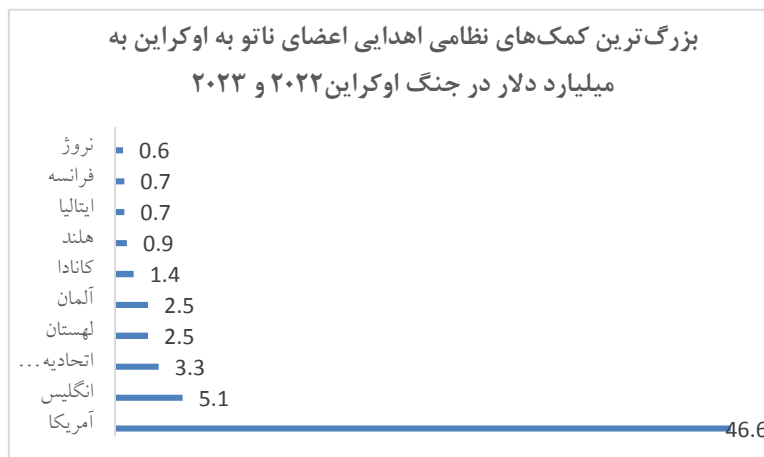 بزرگ‌ترین کمک‌های نظامی اهدایی اعضای ناتو به اوکراین به
میلیارد دلار در جنگ اوکراین۲۰۲۲ و ۲۰۲۳
نروژ 0.6
فرانسه 0.7
ایتالیا 0.7
هلند 0.9
کانادا 1.4
آلمان 2.5
لهستان 2.5
اتحادیه... 3.3
انگلیس 5.1
آمریکا 46.6